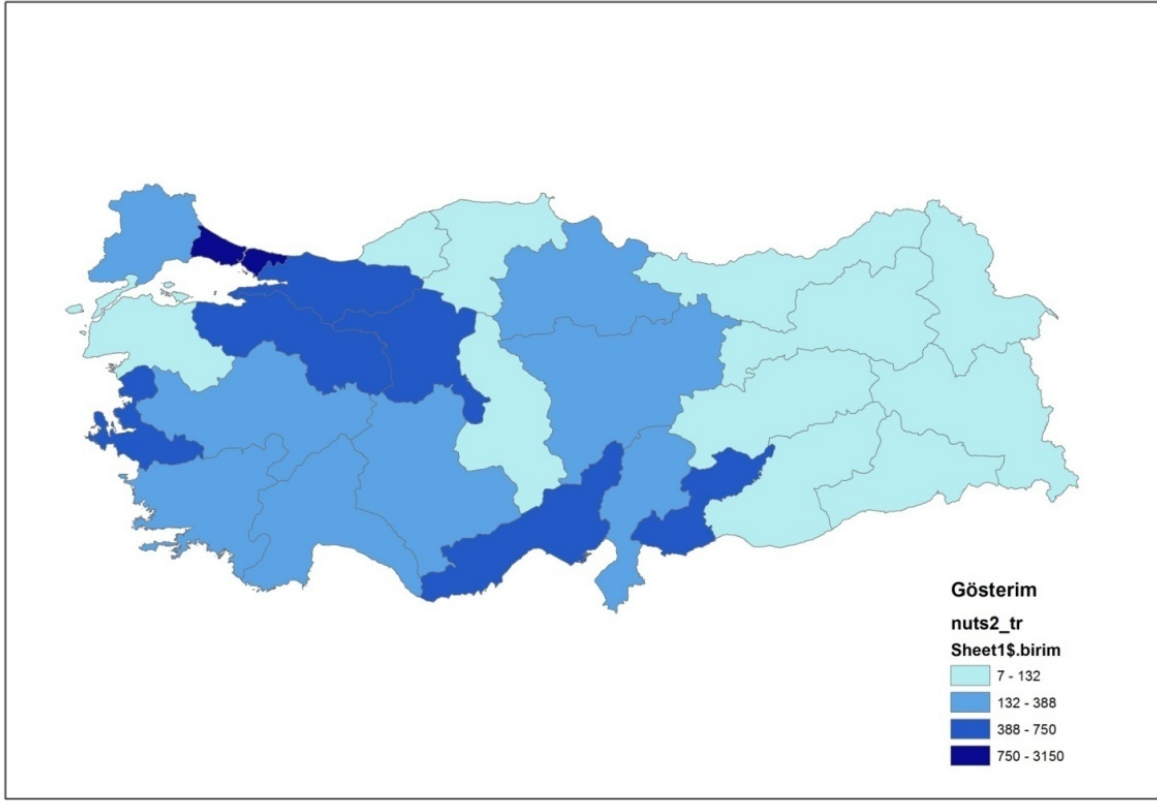 Gösterim
nuts2_tr
Sheet1$.birim
7 - 132
132 - 388
388 - 750
750 - 3150